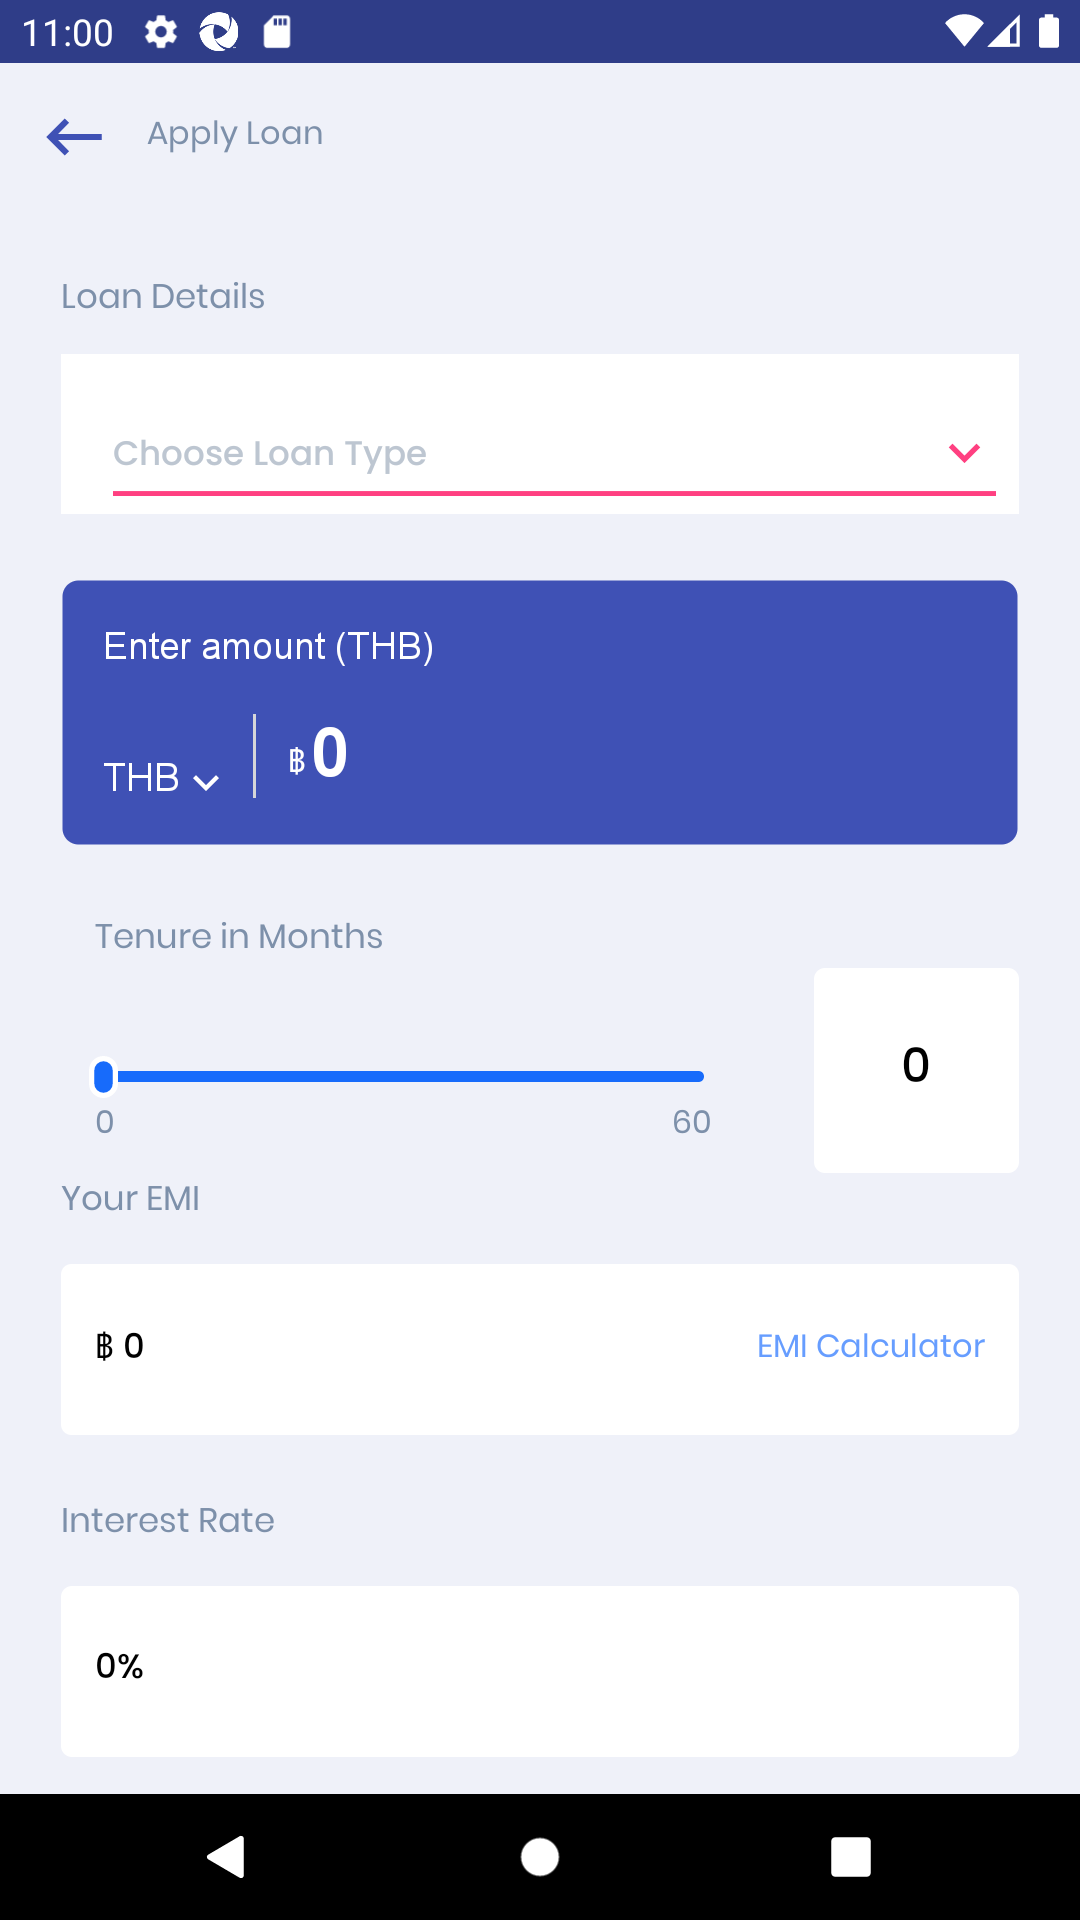 11:00
Apply Loan
Loan Details
Choose Loan Type
Enter amount (THB)
THB ฿0
Tenure in Months
0
0 60
Your EMI
฿ 0 EMI Calculator
Interest Rate
0%